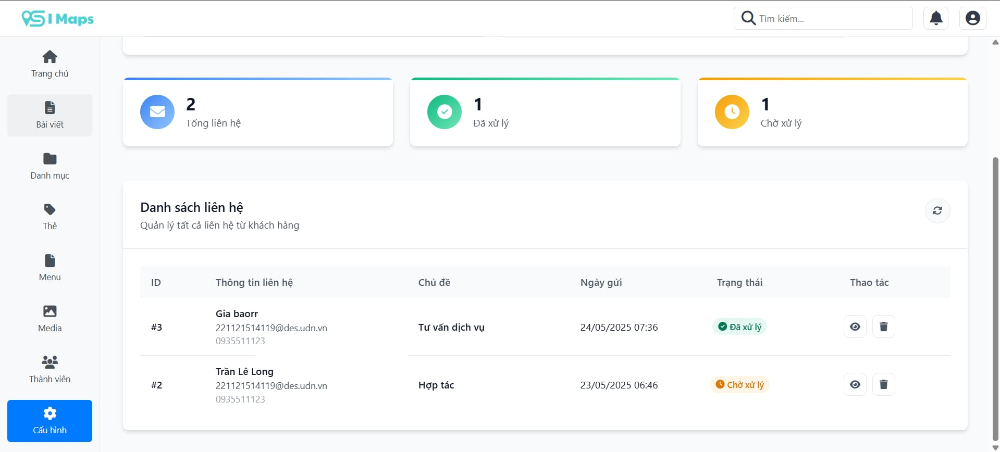 SI Maps
Tìm kiếm...
Trang chủ
Bài viết
Danh mục
Thẻ
Menu
Media
Thành viên
Cấu hình
2
Tổng liên hệ
1
Đã xử lý
1
Chờ xử lý
Danh sách liên hệ
Quản lý tất cả liên hệ từ khách hàng
ID Thông tin liên hệ Chủ đề Ngày gửi Trạng thái Thao tác
Gia baorr
#3 221121514119@des.udn.vn Tư vấn dịch vụ 24/05/2025 07:36 Đã xử lý
0935511123
Trần Lê Long
#2 221121514119@des.udn.vn Hợp tác 23/05/2025 06:46 Chờ xử lý
0935511123